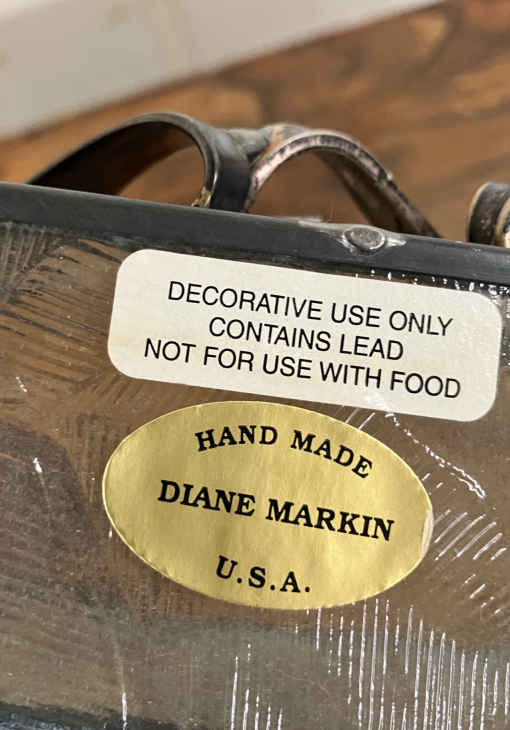 DECORATIVE USE ONLY
CONTAINS LEAD
NOT FOR USE WITH FOOD
HAND MADE
DIANE MARKIN
U.S.A.